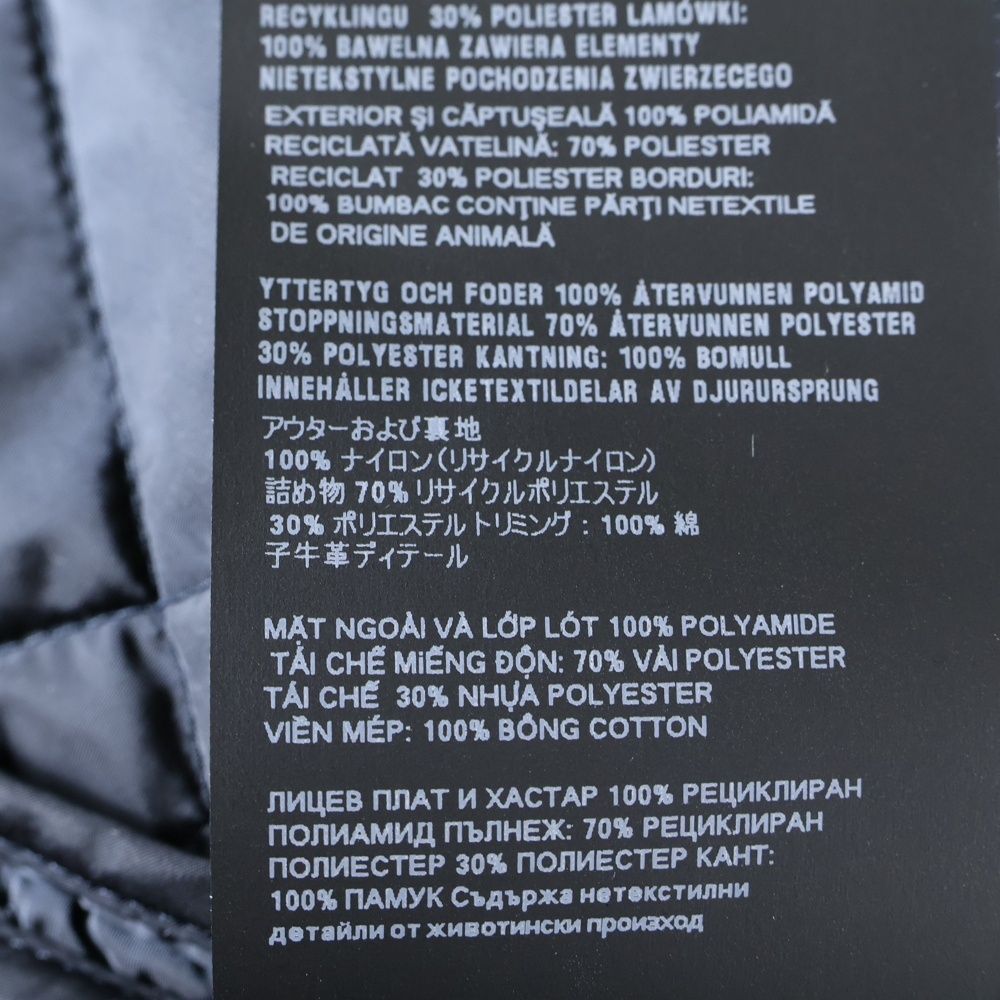 RECYKLINGU 30% POLIESTER LAMÓWKI:
100% BAWELNA ZAWIERA ELEMENTY
NIETEKSTYLNE POCHODZENIA ZWIERZECEGO
EXTERIOR ŞI CĂPTUŞEALĂ 100% POLIAMIDĂ
RECICLATĂ VATELINĂ: 70% POLIESTER
RECICLAT 30% POLIESTER BORDURI:
100% BUMBAC CONŢINE PĂRŢI NETEXTILE
DE ORIGINE ANIMALĂ
YTTERTYG OCH FODER 100% ÅTERVUNNEN POLYAMID
STOPPNINGSMATERIAL 70% ÅTERVUNNEN POLYESTER
30% POLYESTER KANTNING: 100% BOMULL
INNEHÅLLER ICKETEXTILDELAR AV DJURURSPRUNG
アウターおよび裏地
100% ナイロン(リサイクルナイロン)
詰め物 70% リサイクルポリエステル
30% ポリエステルトリミング: 100% 綿
子牛革ディテール
MẶT NGOÀI VÀ LỚP LÓT 100% POLYAMIDE
TÁI CHẾ MiẾNG ĐỘN: 70% VẢI POLYESTER
TÁI CHẾ 30% NHỰA POLYESTER
VIỀN MÉP: 100% BÔNG COTTON
ЛИЦЕВ ПЛАТ И ХАСТАР 100% РЕЦИКЛИРАН
ПОЛИАМИД ПЪЛНЕЖ: 70% РЕЦИКЛИРАН
ПОЛИЕСТЕР 30% ПОЛИЕСТЕР КАНТ:
100% ПАМУК Съдържа нетекстилни
детайли от животински произход